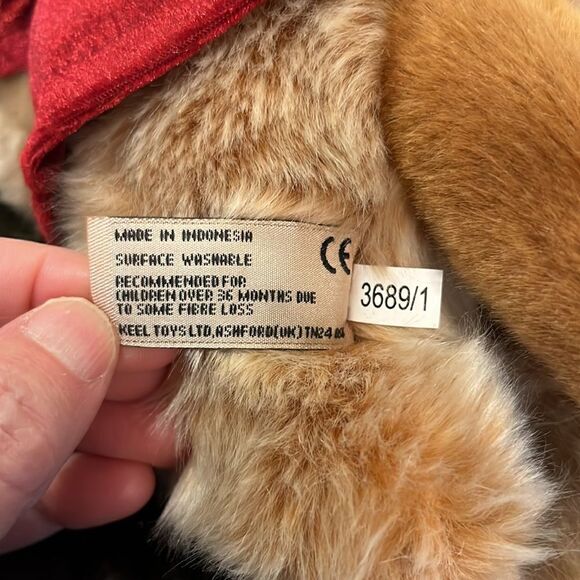 MADE IN INDONESIA
SURFACE WASHABLE
CE
RECOMMENDED FOR
CHILDREN OVER 36 MONTHS DUE
TO SOME FIBRE LOSS
KEEL TOYS LTD, ASHFORD(UK) TN24
3689/1